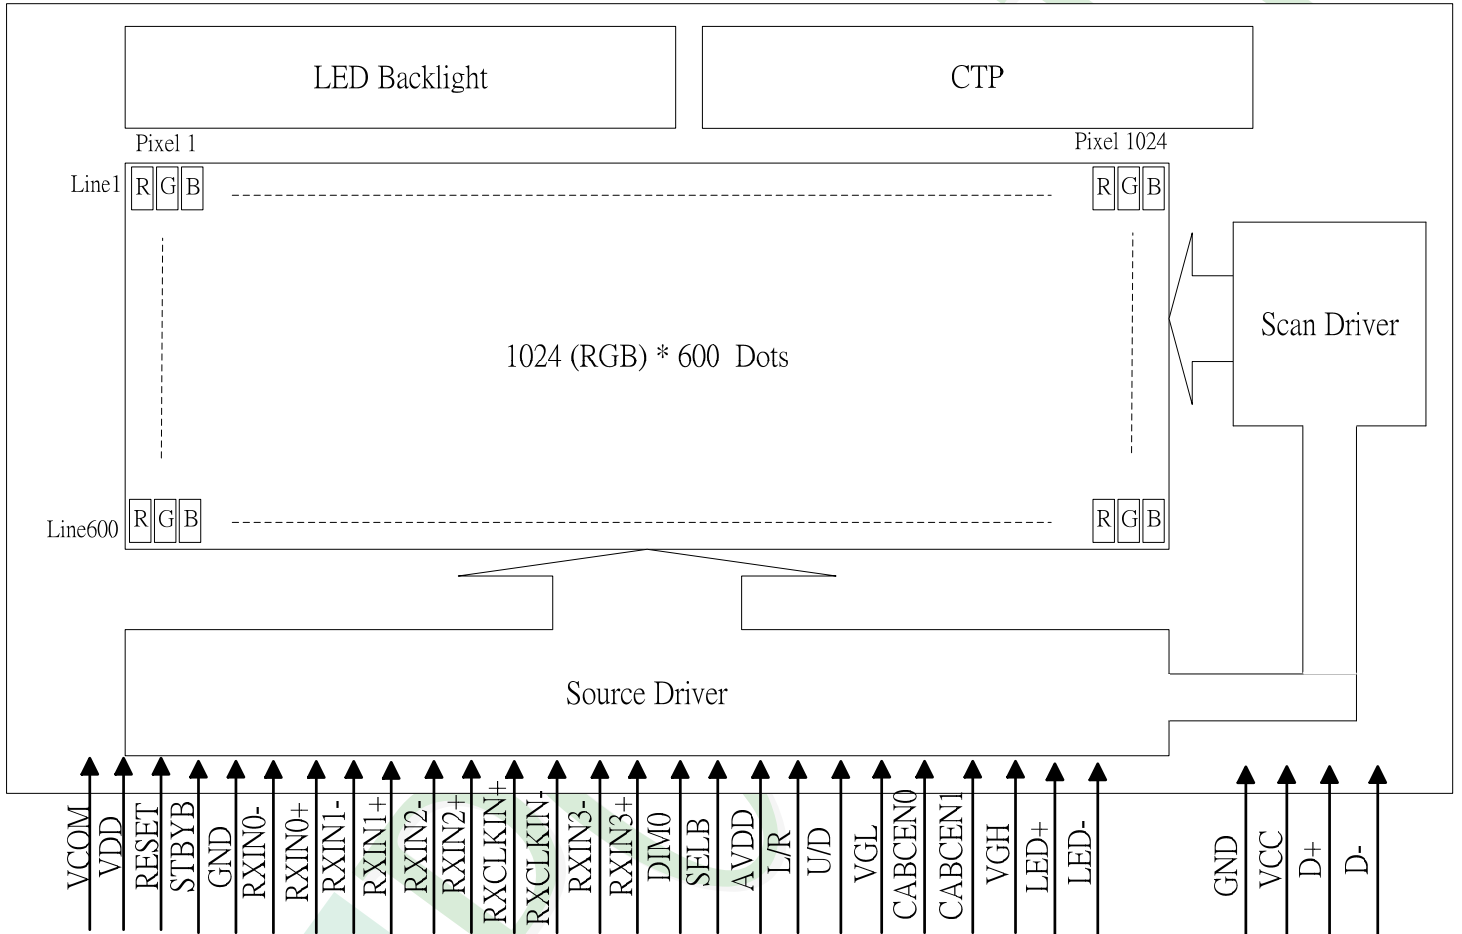 LED Backlight
CTP
Pixel 1
Pixel 1024
Line1
R G B
R G B
Scan Driver
1024 (RGB) * 600 Dots
Line600
R G B
R G B
Source Driver
VCOM
VDD
RESET
STBYB
GND
RXIN0-
RXIN0+
RXIN1-
RXIN1+
RXIN2-
RXIN2+
RXCLKIN+
RXCLKIN-
RXIN3-
RXIN3+
DIM0
SELB
AVDD
L/R
U/D
VGL
CABCEN0
CABCEN1
VGH
LED+
LED-
GND
VCC
D+
D-